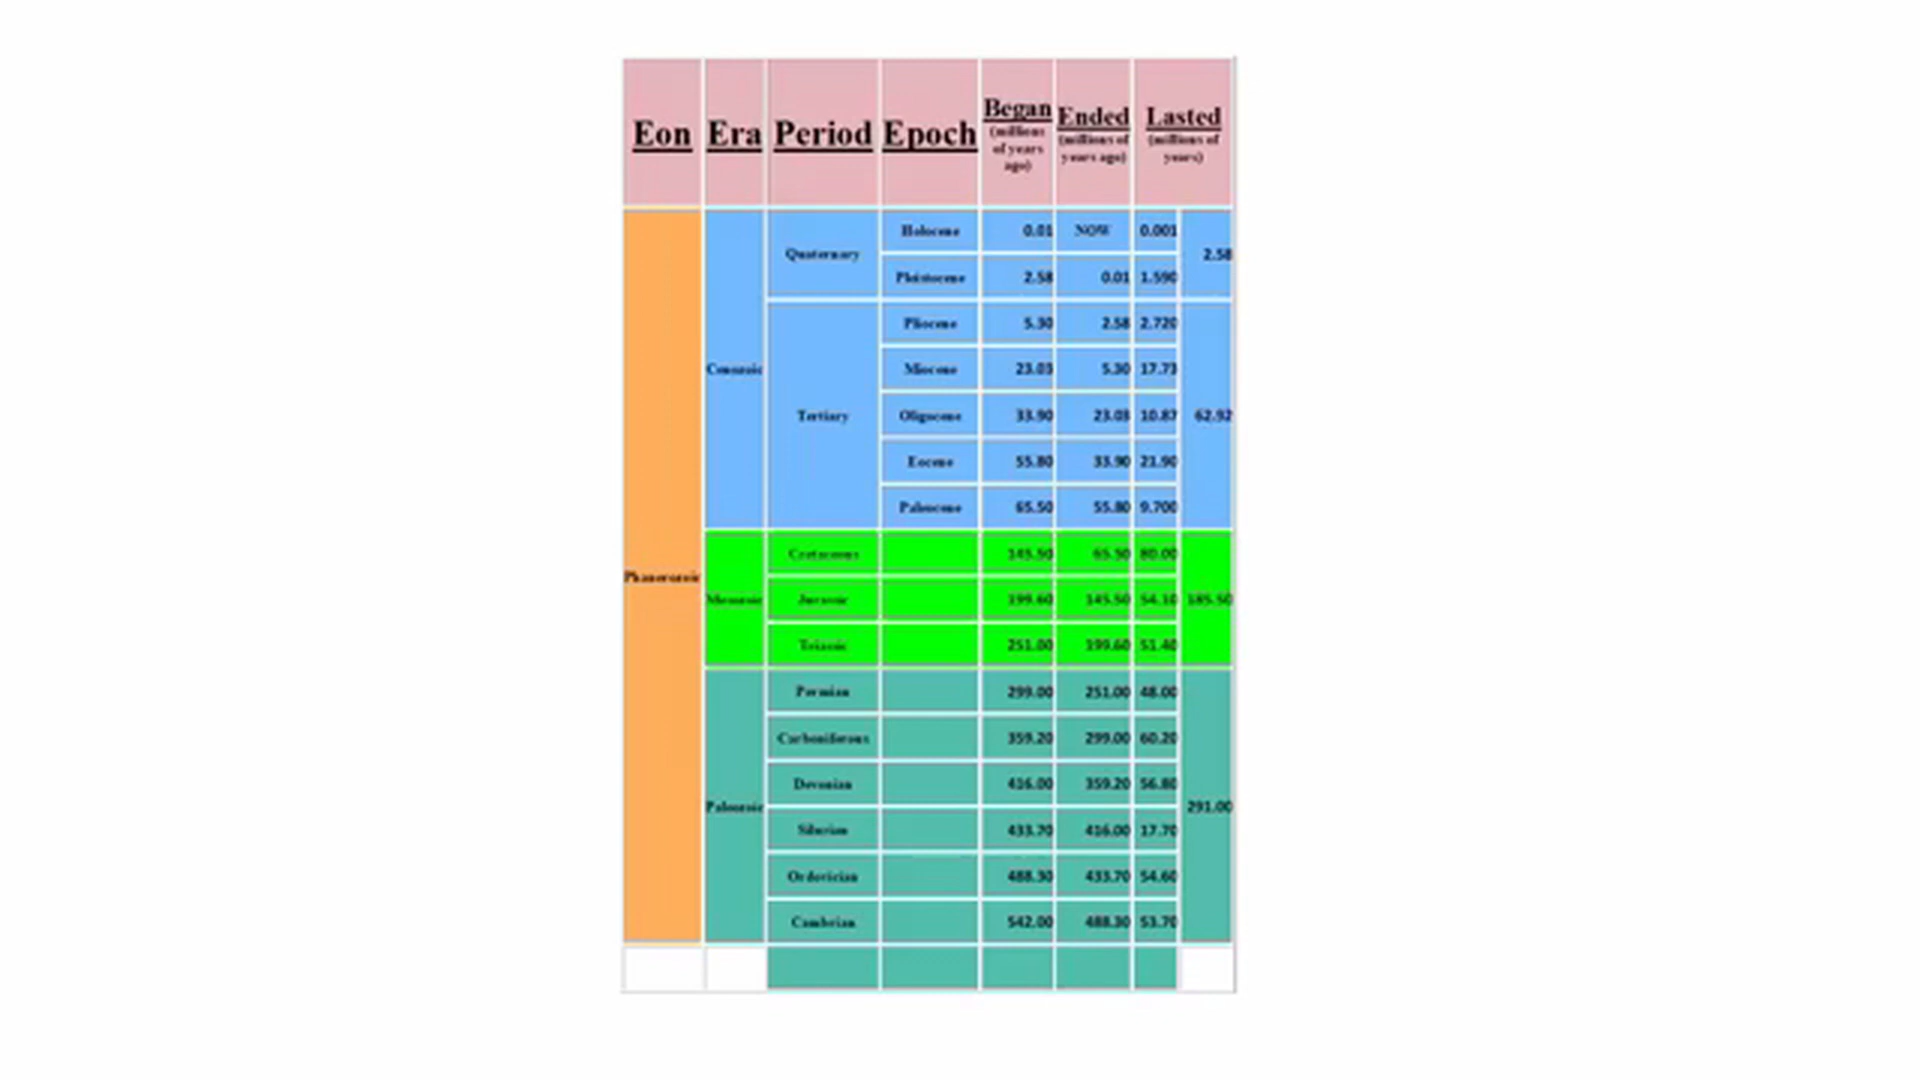 Eon Era Period Epoch Began (millions of years ago) Ended (millions of years ago) Lasted (millions of years)
Phanerozoic Cenozoic Quaternary Holocene 0.01 NOW 0.001 2.58
Pleistocene 2.58 0.01 1.590
Tertiary Pliocene 5.30 2.58 2.720 62.92
Miocene 23.03 5.30 17.73
Oligocene 33.90 23.03 10.87
Eocene 55.80 33.90 21.90
Paleocene 65.50 55.80 9.700
Mesozoic Cretaceous 145.50 65.50 80.00 185.50
Jurassic 199.60 145.50 54.10
Triassic 251.00 199.60 51.40
Paleozoic Permian 299.00 251.00 48.00 291.00
Carboniferous 359.20 299.00 60.20
Devonian 416.00 359.20 56.80
Silurian 433.70 416.00 17.70
Ordovician 488.30 433.70 54.60
Cambrian 542.00 488.30 53.70